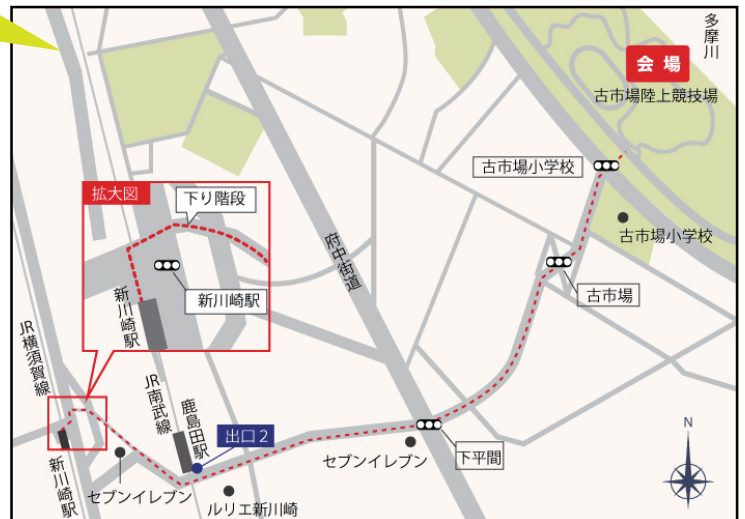 多摩川
会場
古市場陸上競技場
古市場小学校
古市場小学校
古市場
府中街道
拡大図
下り階段
新川崎駅
新川崎駅
JR横須賀線
JR南武線
鹿島田駅
出口2
下平間
セブンイレブン
セブンイレブン
新川崎駅
ルリエ新川崎
N